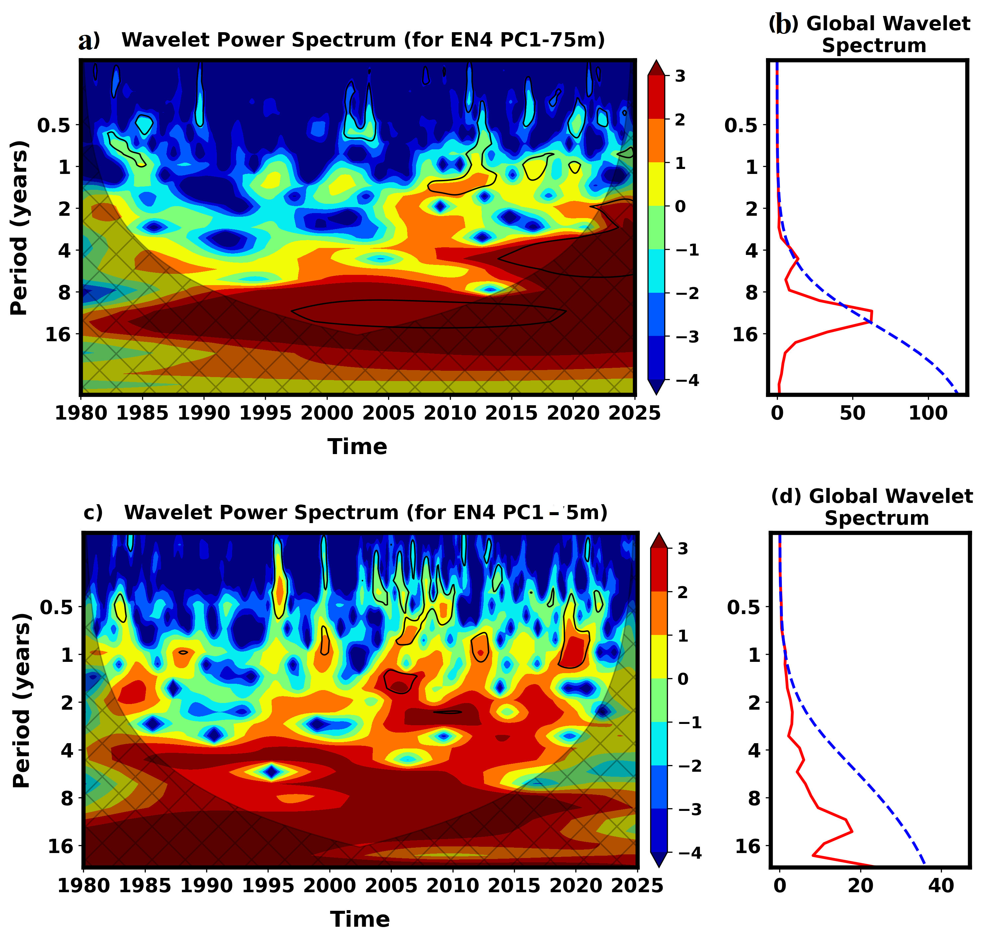 a)   Wavelet Power Spectrum (for EN4 PC1-75m)
(b) Global Wavelet
Spectrum
Period (years)
0.5
1
2
4
8
16
3
2
1
0
−1
−2
−3
−4
0.5
1
2
4
8
16
1980 1985 1990 1995 2000 2005 2010 2015 2020 2025
0 50 100
Time
c)   Wavelet Power Spectrum (for EN4 PC1 – 5m)
(d) Global Wavelet
Spectrum
Period (years)
0.5
1
2
4
8
16
3
2
1
0
−1
−2
−3
−4
0.5
1
2
4
8
16
1980 1985 1990 1995 2000 2005 2010 2015 2020 2025
0 20 40
Time